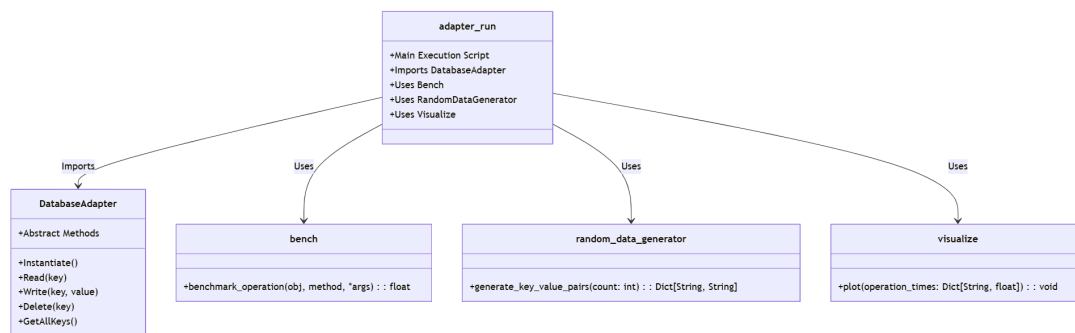 adapter_run
+Main Execution Script
+Imports DatabaseAdapter
+Uses Bench
+Uses RandomDataGenerator
+Uses Visualize
Imports
Uses
Uses
Uses
DatabaseAdapter
+Abstract Methods
+Instantiate()
+Read(key)
+Write(key, value)
+Delete(key)
+GetAllKeys()
bench
+benchmark_operation(obj, method, *args) : : float
random_data_generator
+generate_key_value_pairs(count: int) : : Dict[String, String]
visualize
+plot(operation_times: Dict[String, float]) : : void